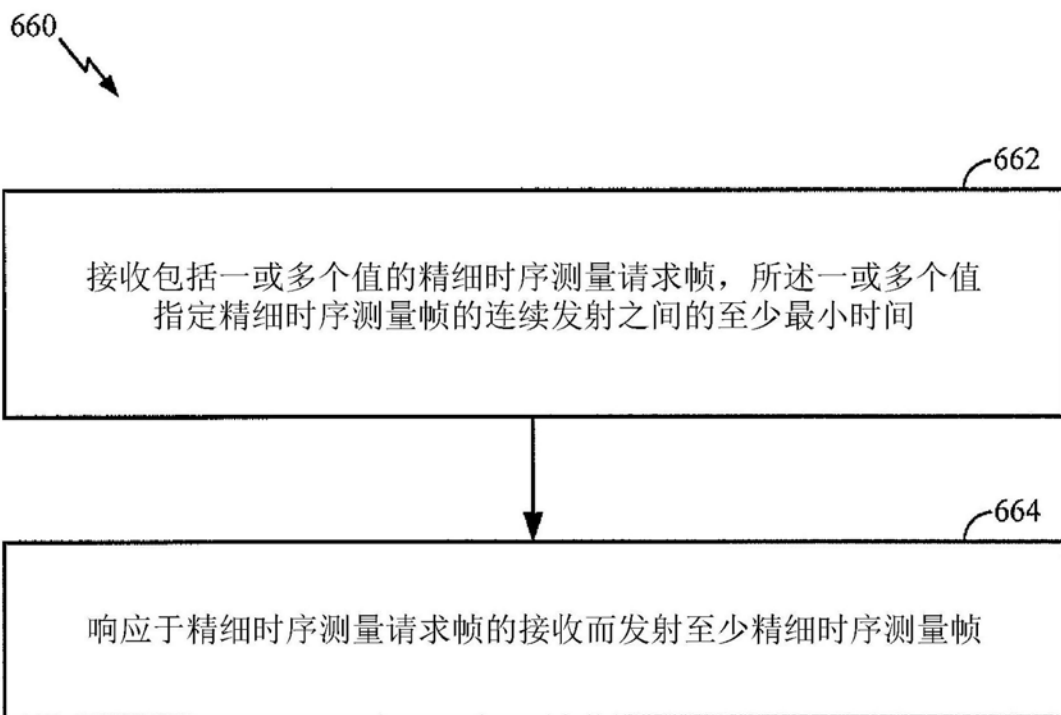 660
662
接收包括一或多个值的精细时序测量请求帧，所述一或多个值
指定精细时序测量帧的连续发射之间的至少最小时间
664
响应于精细时序测量请求帧的接收而发射至少精细时序测量帧